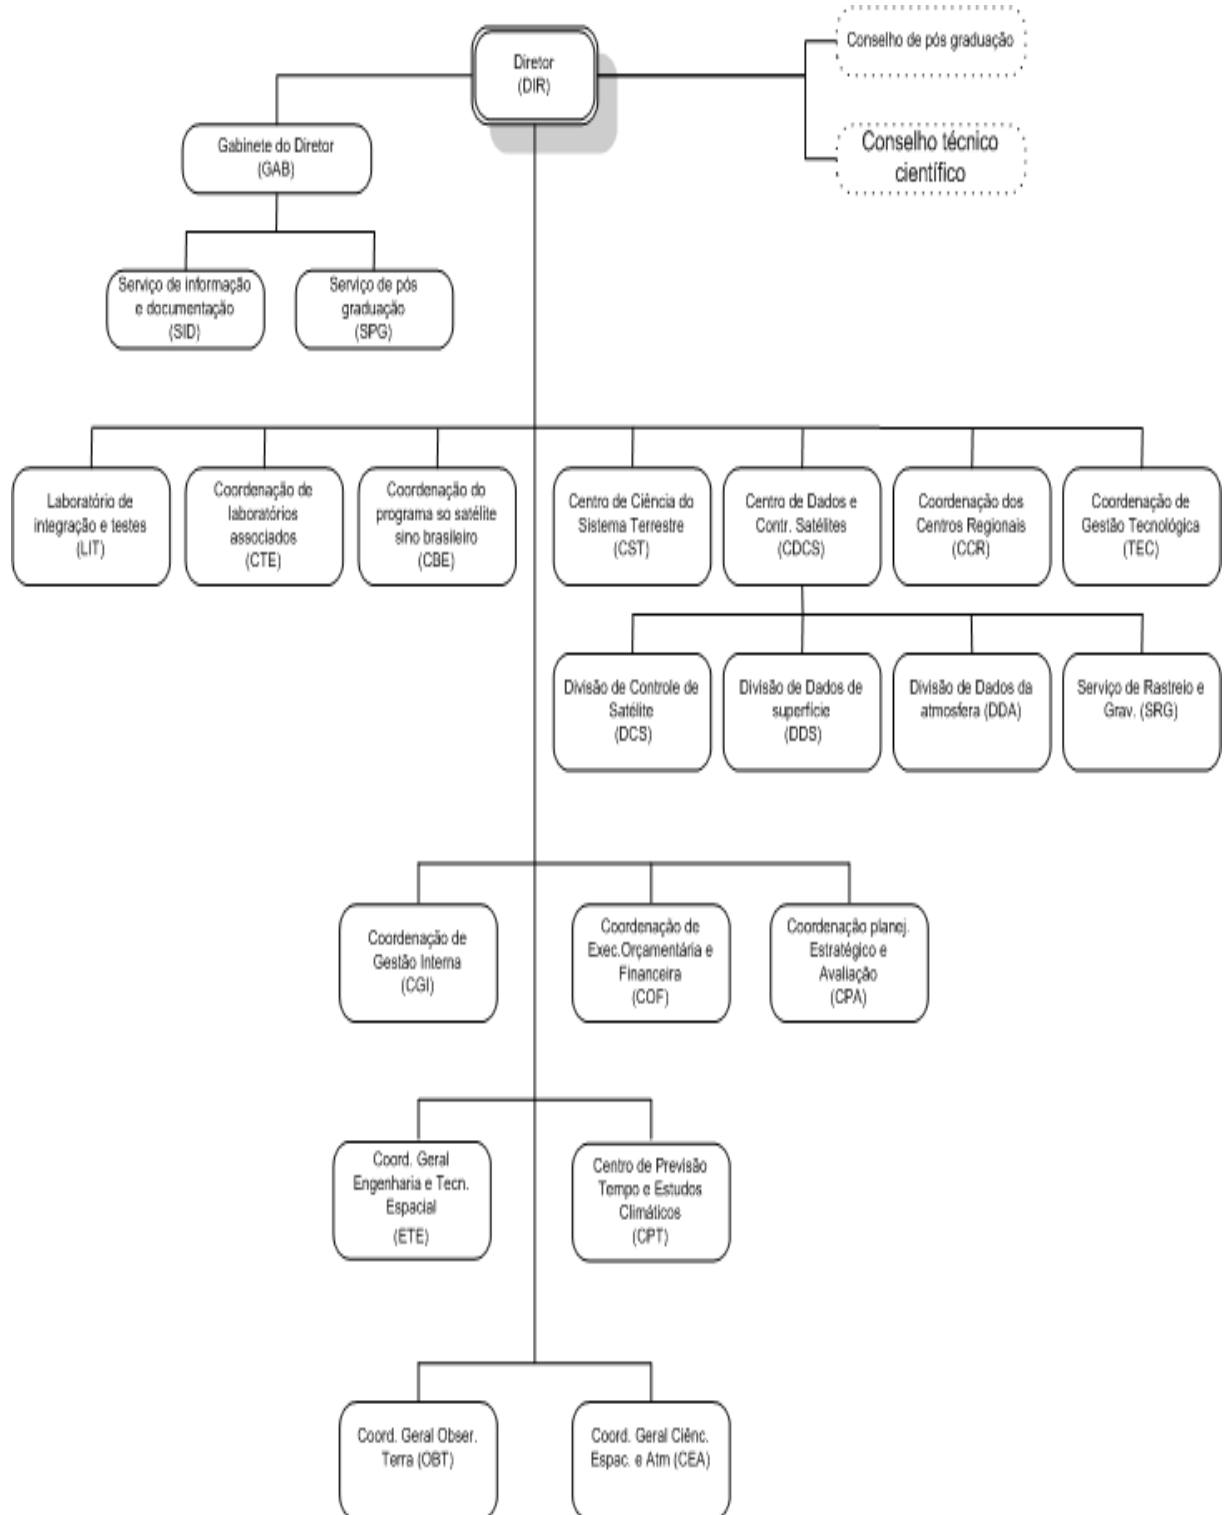 Conselho de pós graduação
Diretor
(DIR)
Gabinete do Diretor
(GAB)
Conselho técnico
científico
Serviço de informação
e documentação
(SID)
Serviço de pós
graduação
(SPG)
Laboratório de
integração e testes
(LIT)
Coordenação de
laboratórios
associados
(CTE)
Coordenação do
programa so satélite
sino brasileiro
(CBE)
Centro de Ciência do
Sistema Terrestre
(CST)
Centro de Dados e
Contr. Satélites
(CDCS)
Coordenação dos
Centros Regionais
(CCR)
Coordenação de
Gestão Tecnológica
(TEC)
Divisão de Controle de
Satélite
(DCS)
Divisão de Dados de
superfície
(DDS)
Divisão de Dados da
atmosfera (DDA)
Serviço de Rastreio e
Grav. (SRG)
Coordenação de
Gestão Interna
(CGI)
Coordenação de
Exec.Orçamentária e
Financeira
(COF)
Coordenação planej.
Estratégico e
Avaliação
(CPA)
Coord. Geral
Engenharia e Tecn.
Espacial
(ETE)
Centro de Previsão
Tempo e Estudos
Climáticos
(CPT)
Coord. Geral Obser.
Terra (OBT)
Coord. Geral Ciênc.
Espac. e Atm (CEA)